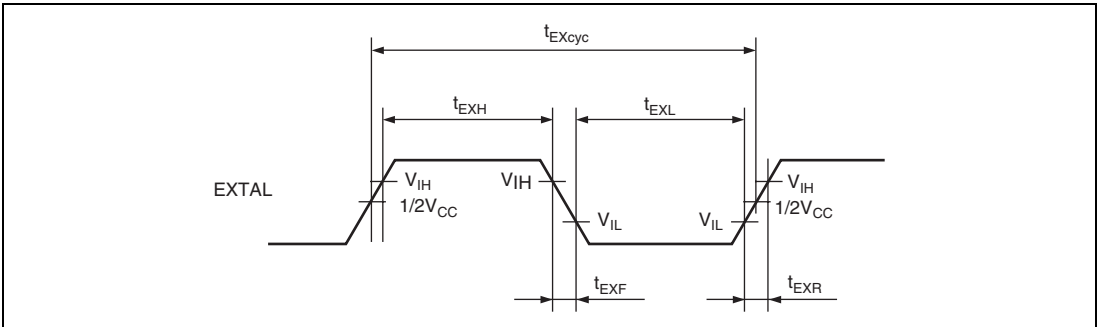 tEXcyc
tEXH
tEXL
EXTAL
VIH
VIH
VIH
1/2VCC
1/2VCC
VIL
VIL
tEXF
tEXR